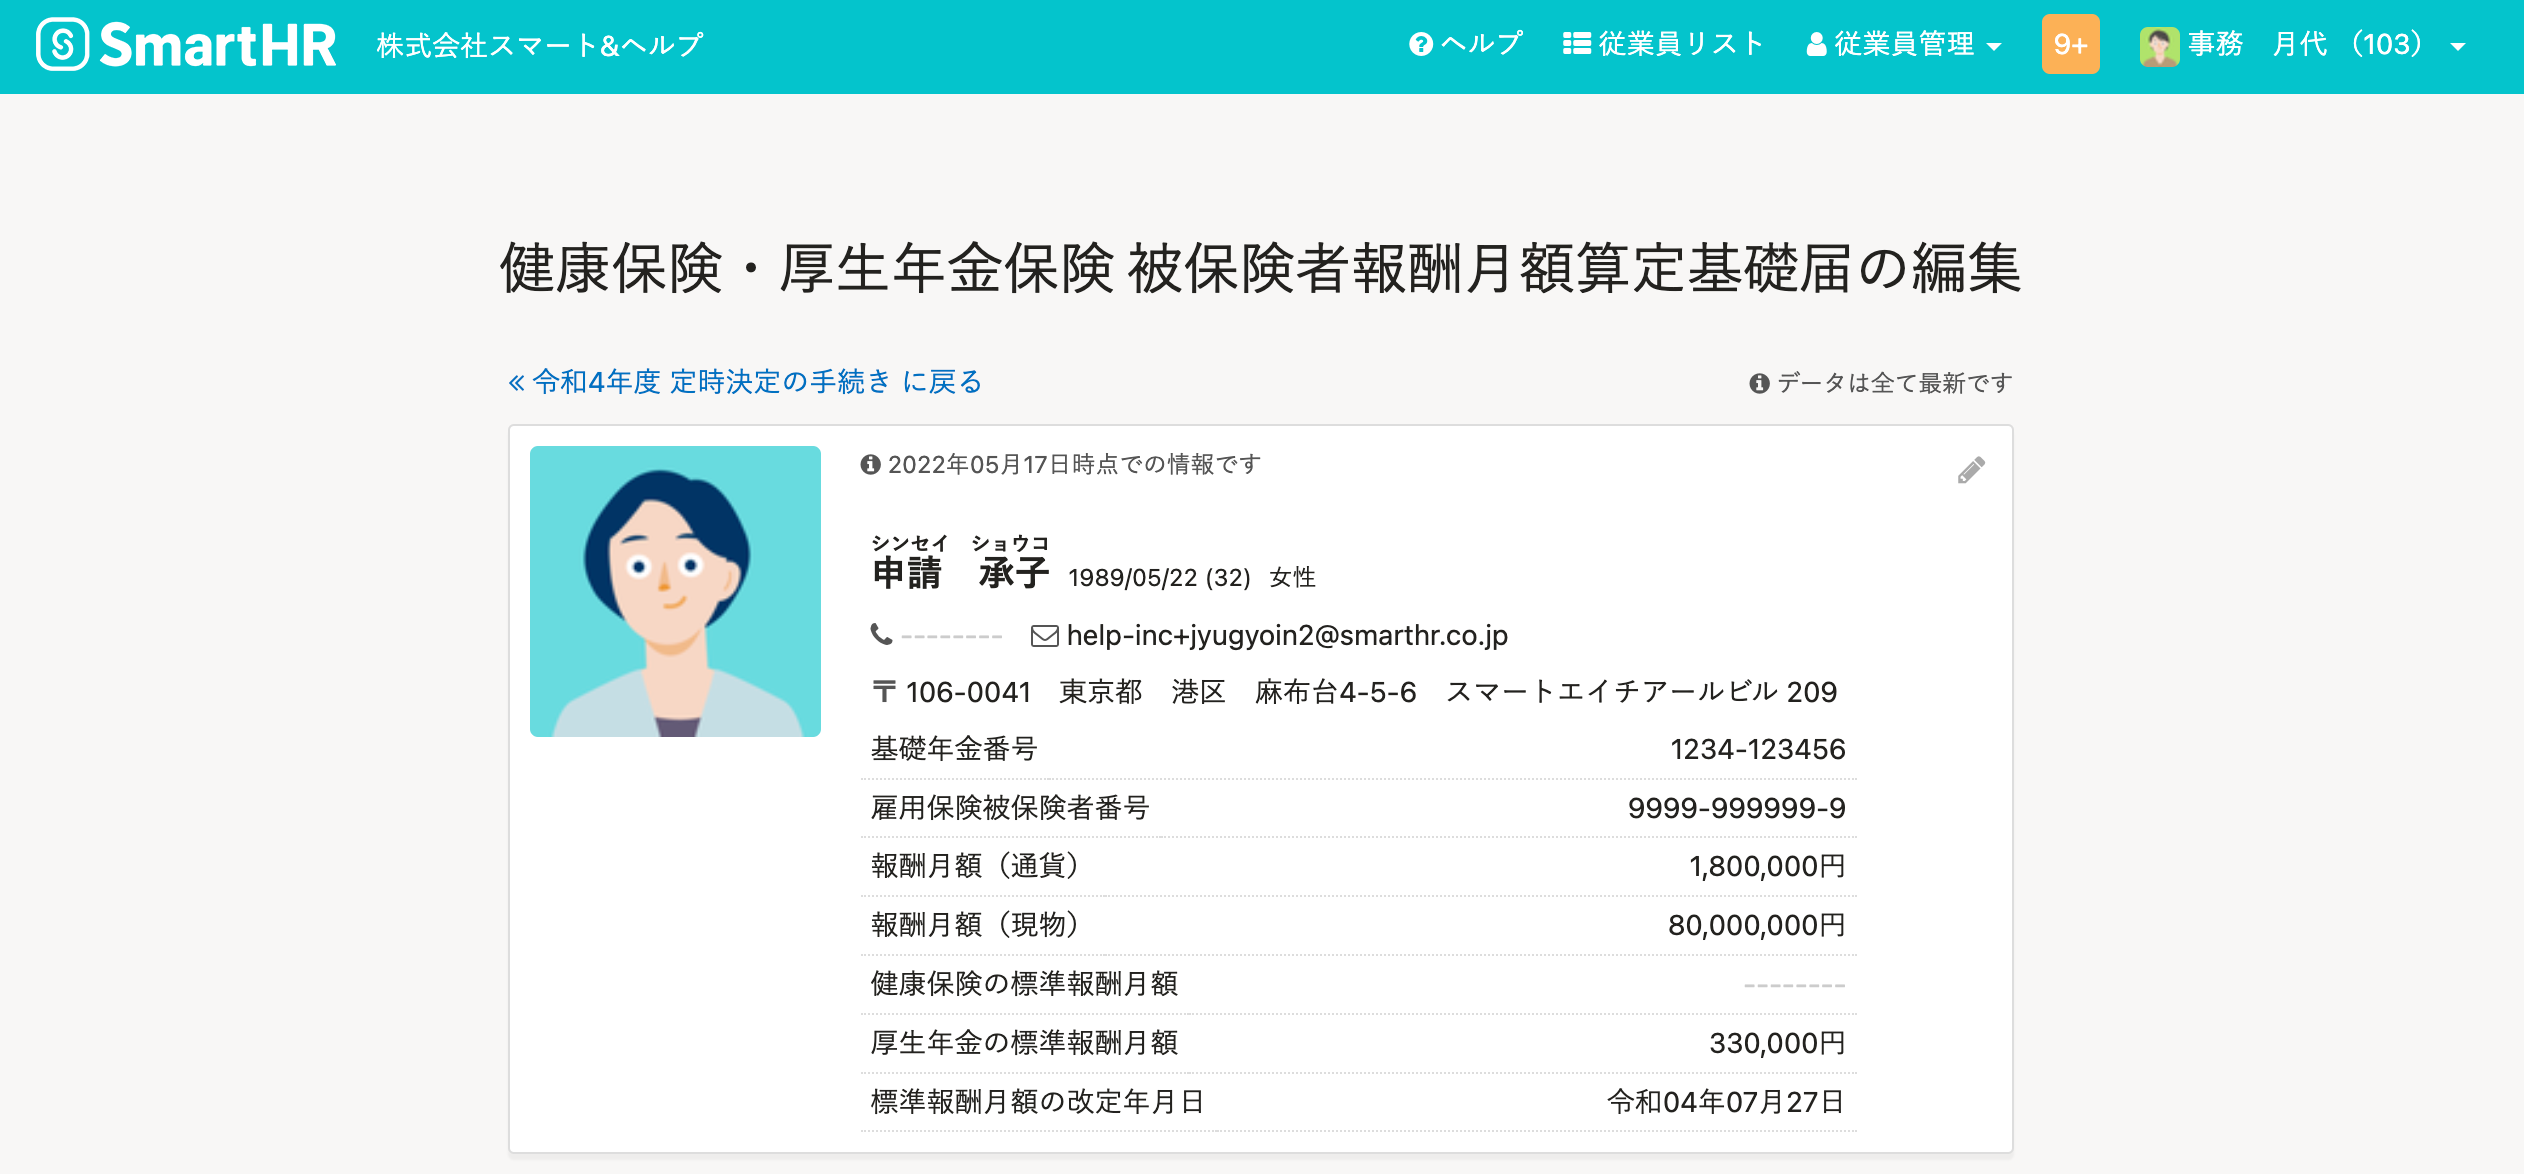 SmartHR 株式会社スマート&ヘルプ ヘルプ 従業員リスト 従業員管理 9+ 事務　月代 （103）
健康保険・厚生年金保険 被保険者報酬月額算定基礎届の編集
« 令和4年度 定時決定の手続き に戻る データは全て最新です
2022年05月17日時点での情報です
シンセイ　ショウコ
申請　承子 1989/05/22 (32) 女性
-------- help-inc+jyugyoin2@smarthr.co.jp
〒 106-0041　東京都　港区　麻布台4-5-6　スマートエイチアールビル 209
基礎年金番号 1234-123456
雇用保険被保険者番号 9999-999999-9
報酬月額（通貨） 1,800,000円
報酬月額（現物） 80,000,000円
健康保険の標準報酬月額 --------
厚生年金の標準報酬月額 330,000円
標準報酬月額の改定年月日 令和04年07月27日